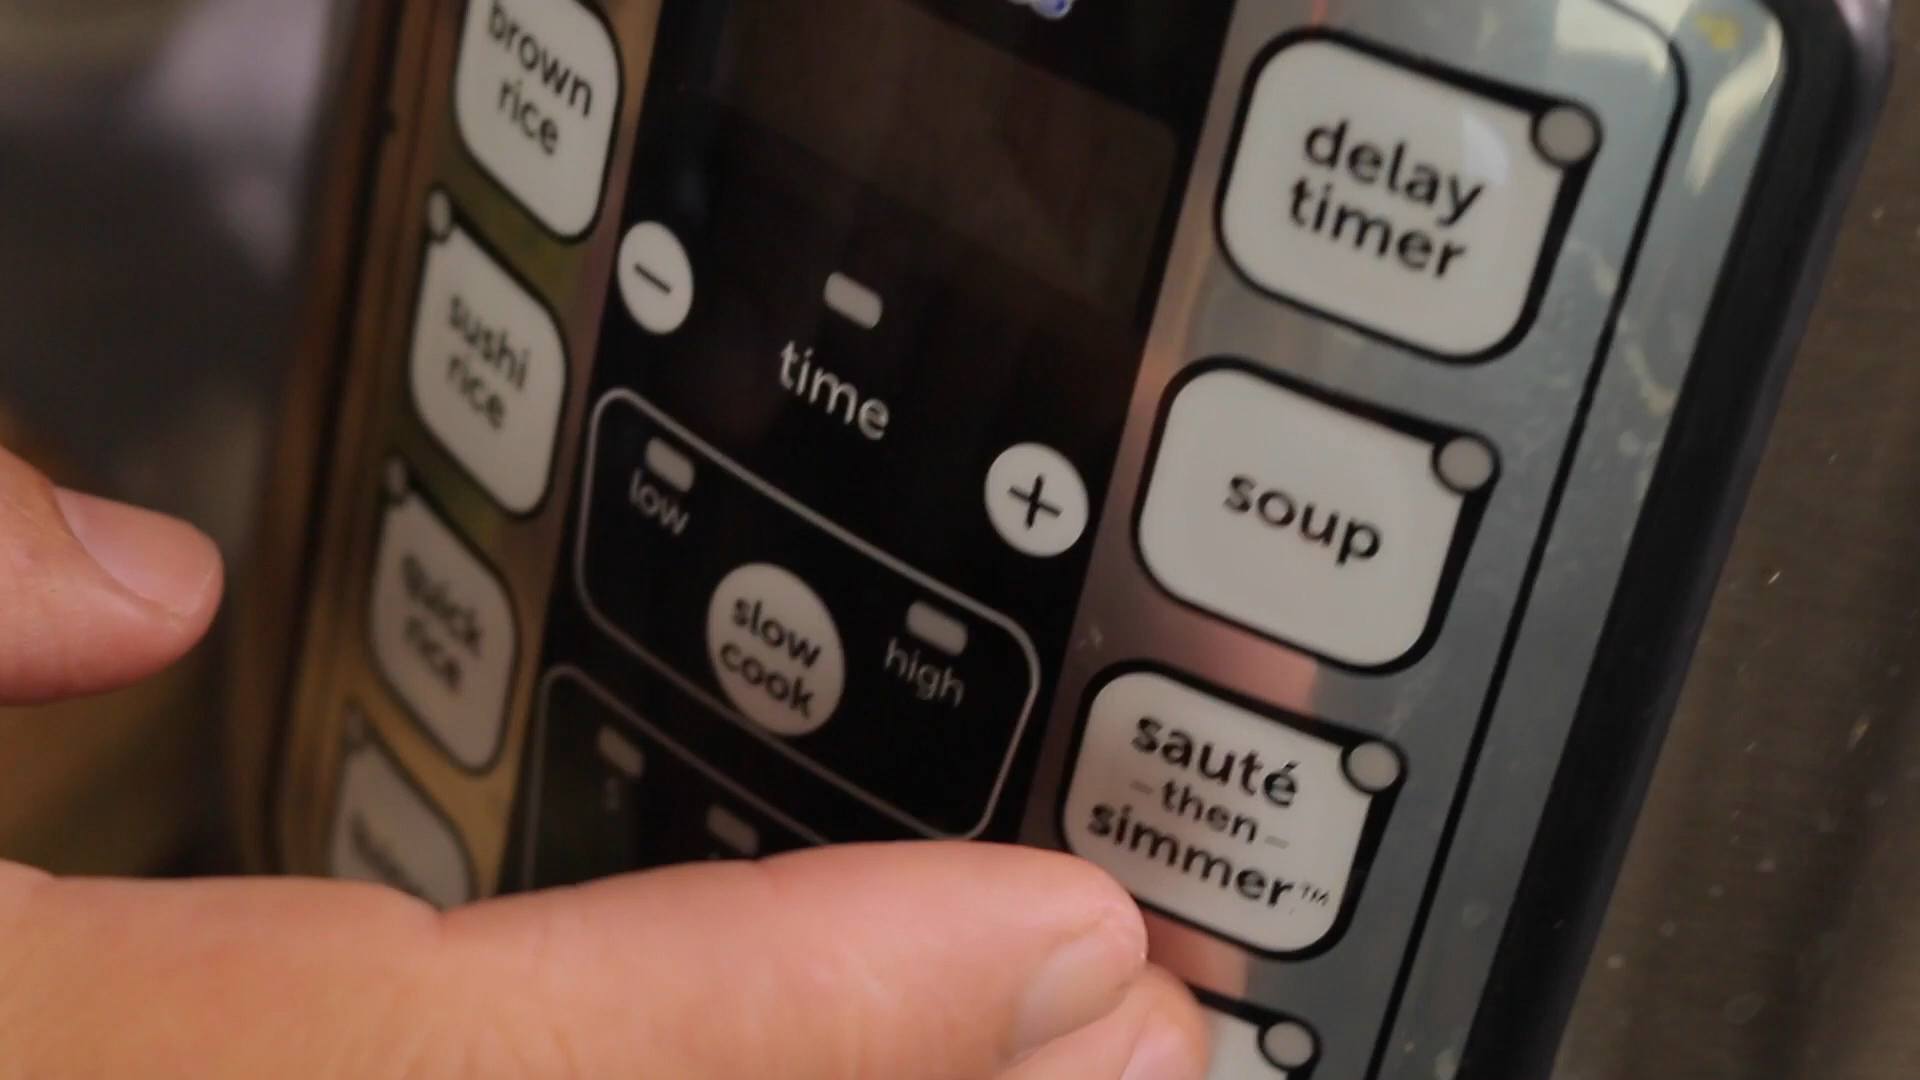 brown
rice
sushi
rice
quick
rice
−
time
+
low
slow
cook
high
delay
timer
soup
sauté
–then–
simmer™